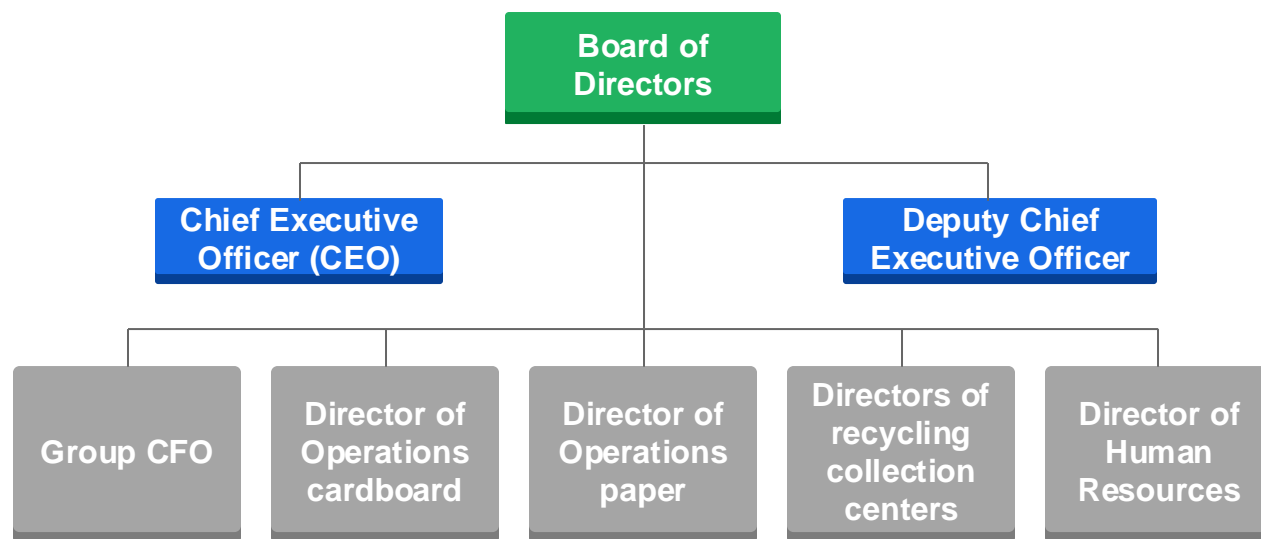 Board of
Directors
Chief Executive
Officer (CEO)
Deputy Chief
Executive Officer
Group CFO
Director of
Operations
cardboard
Director of
Operations
paper
Directors of
recycling
collection
centers
Director of
Human
Resources